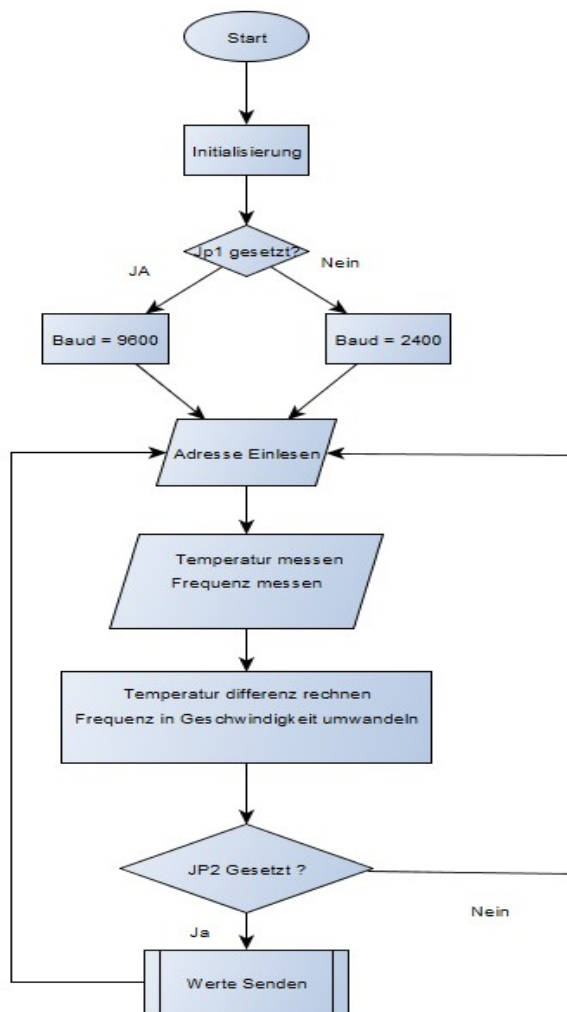 Start
Initialisierung
Jp1 gesetzt?
JA
Nein
Baud = 9600
Baud = 2400
Adresse Einlesen
Temperatur messen
Frequenz messen
Temperatur differenz rechnen
Frequenz in Geschwindigkeit umwandeln
JP2 Gesetzt ?
Nein
Ja
Werte Senden